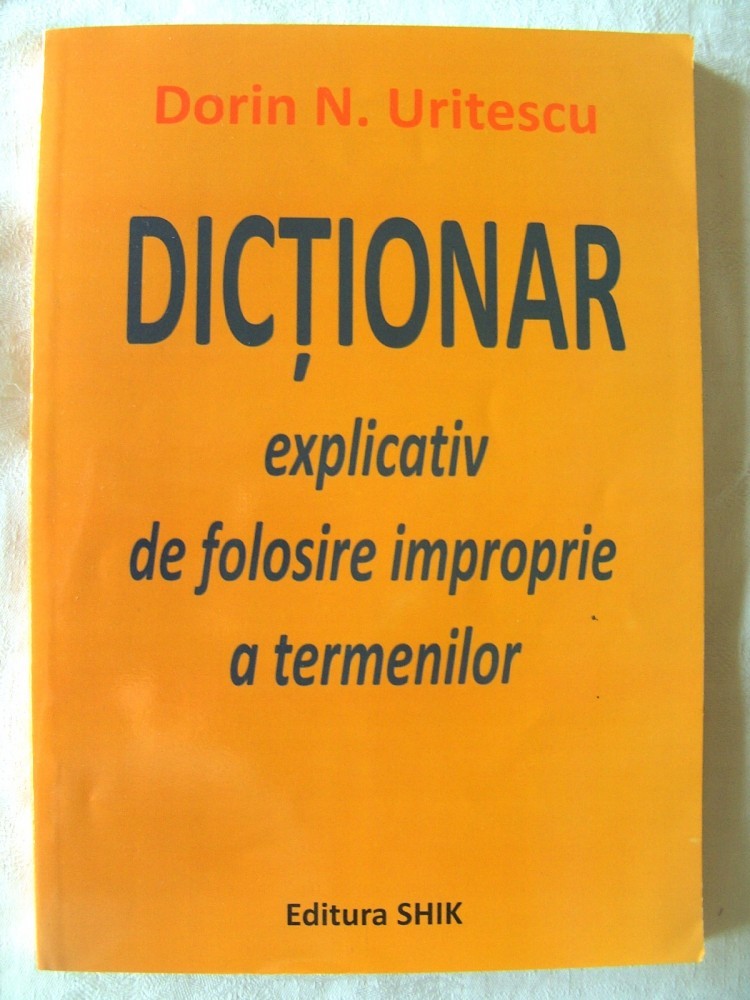 Dorin N. Uritescu
DICȚIONAR
explicativ
de folosire improprie
a termenilor
Editura SHIK